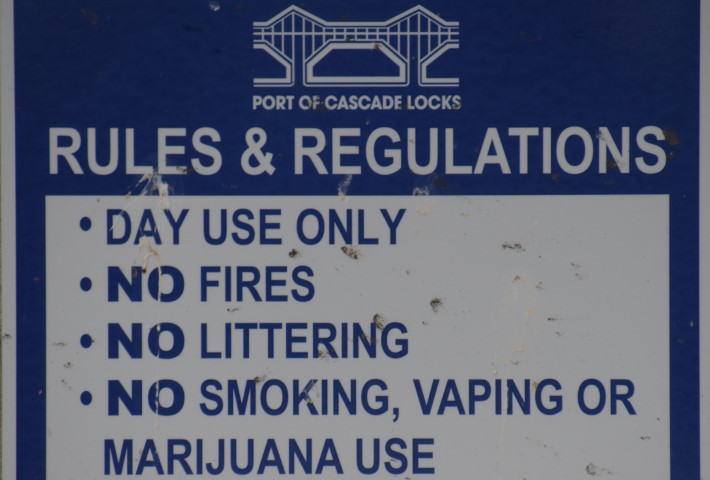 PORT OF CASCADE LOCKS
RULES & REGULATIONS
• DAY USE ONLY
• NO FIRES
• NO LITTERING
• NO SMOKING, VAPING OR
MARIJUANA USE